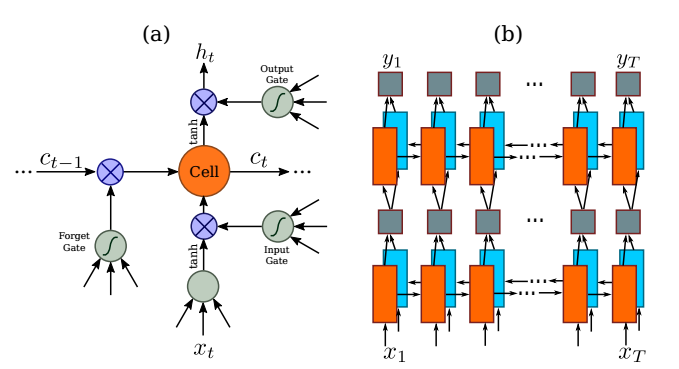 (a)
h_t
Output
Gate
tanh
... c_{t-1}
Cell
c_t ...
Forget
Gate
tanh
Input
Gate
x_t
(b)
y_1
y_T
...
...
...
...
...
...
x_1
x_T